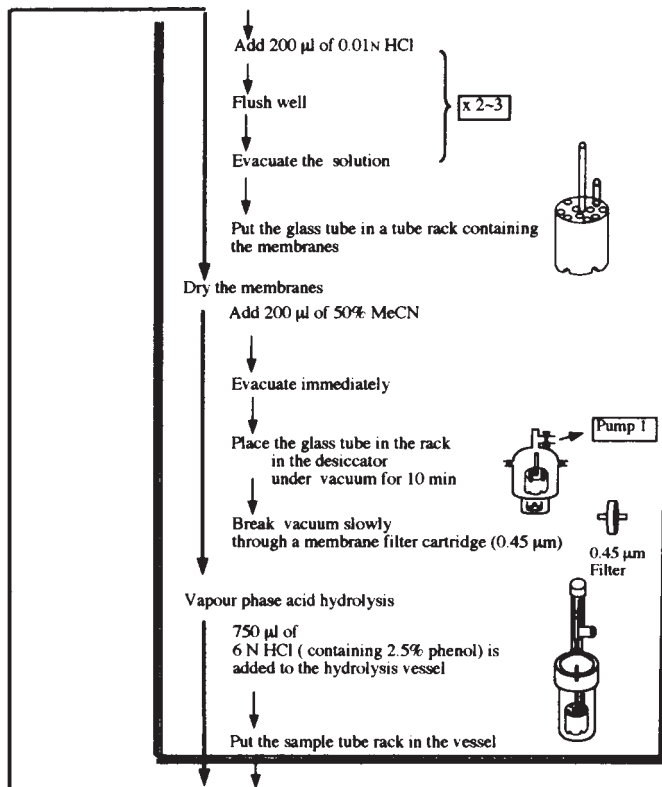 Add 200 µl of 0.01N HCl
Flush well
x 2~3
Evacuate the solution
Put the glass tube in a tube rack containing
the membranes
Dry the membranes
Add 200 µl of 50% MeCN
Evacuate immediately
Pump 1
Place the glass tube in the rack
in the desiccator
under vacuum for 10 min
Break vacuum slowly
through a membrane filter cartridge (0.45 µm)
0.45 µm
Filter
Vapour phase acid hydrolysis
750 µl of
6 N HCl ( containing 2.5% phenol) is
added to the hydrolysis vessel
Put the sample tube rack in the vessel